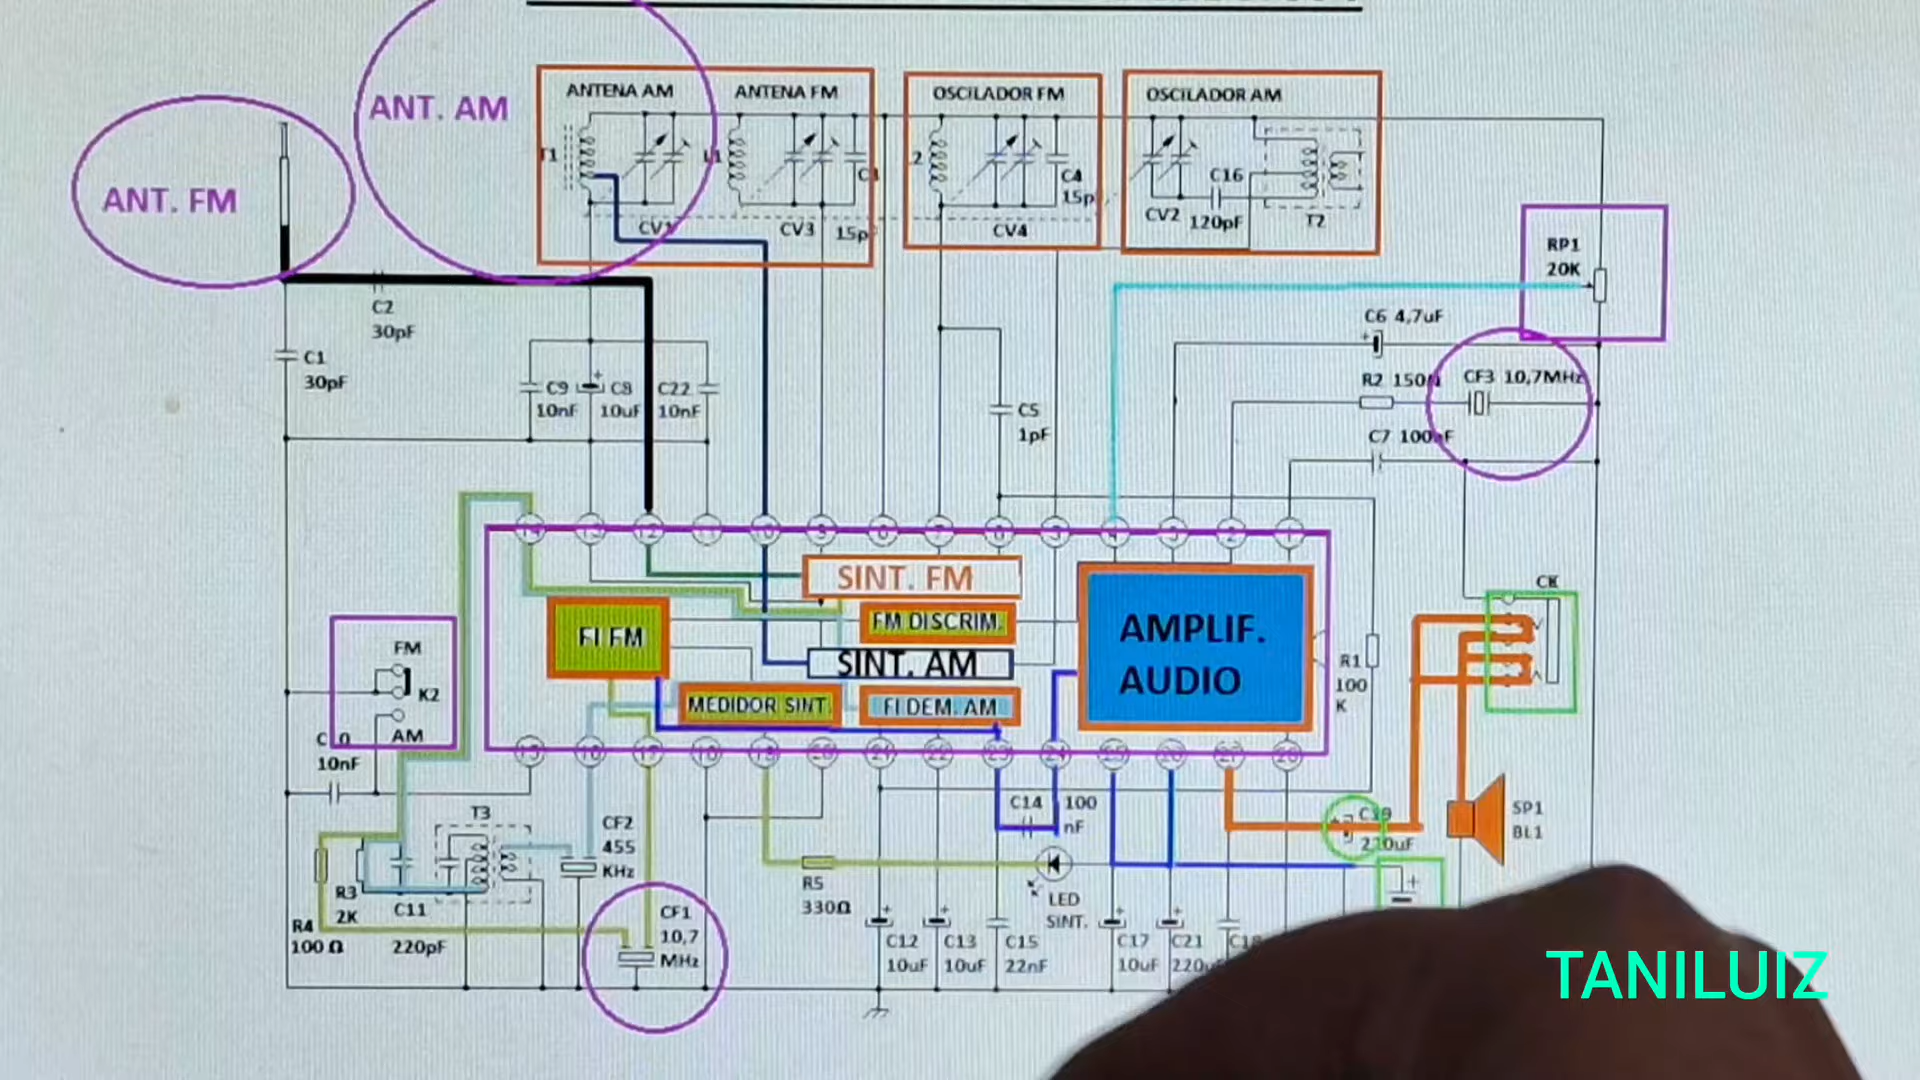 ANTENA AM
ANTENA FM
OSCILADOR FM
OSCILADOR AM
ANT. AM
ANT. FM
C4
15p
C16
120pF
CV2
T2
CV3
15p
CV4
RP1
20K
C2
30pF
C6 4,7uF
C1
30pF
R2 150Ω
CF3 10,7MHz
C9
10nF
C8
10uF
C22
10nF
C5
1pF
C7
SINT. FM
FM DISCRIM.
FI FM
SINT. AM
MEDIDOR SINT.
FI DEM. AM
AMPLIF.
AUDIO
CK
R1
100
K
FM
K2
AM
10nF
T3
CF2
455
KHz
C14
100
nF
C19
220uF
SP1
BL1
R3
2K
C11
220pF
R4
100 Ω
CF1
10,7
MHz
R5
330Ω
LED
SINT.
C12
10uF
C13
10uF
C15
22nF
C17
10uF
C21
TANILUIZ